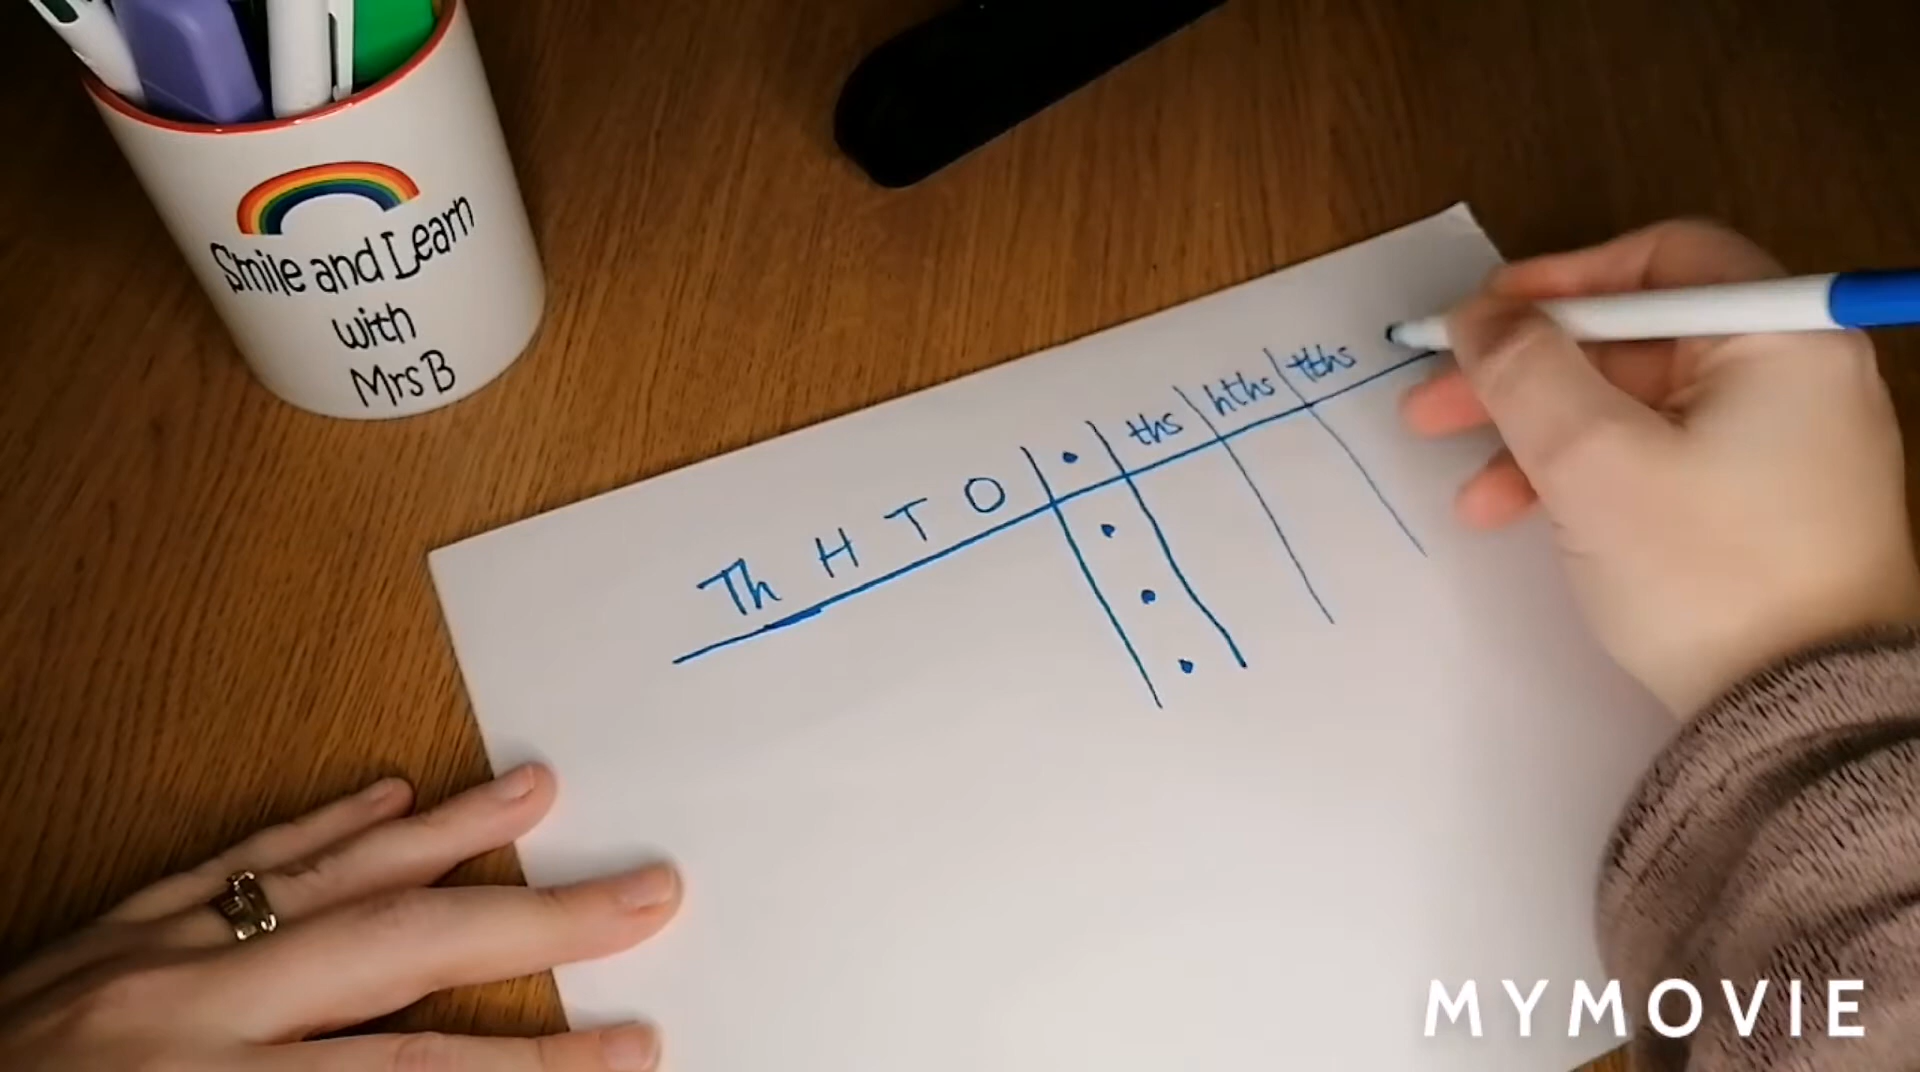 Smile and Learn
with
Mrs B
Th H T O . ths hths tths
MYMOVIE